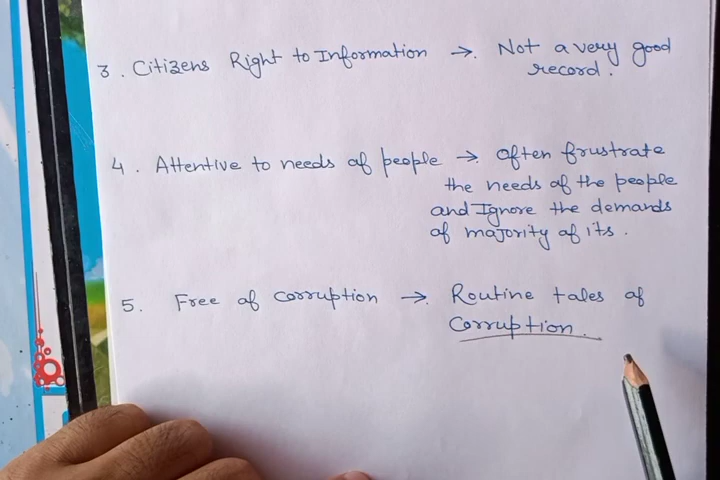 3. Citizens Right to Information → Not a very good
record.
4. Attentive to needs of people → often frustrate
the needs of the people
and Ignore the demands
of majority of its.
5. Free of corruption → Routine tales of
Corruption.